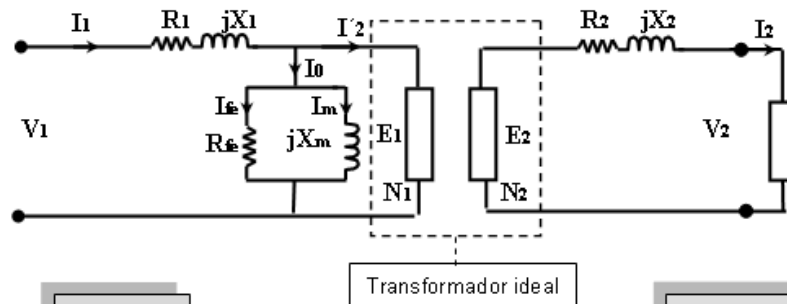 I1 R1 jX1 I´2 R2 jX2 I2
I0
Ife Im
V1 Rfe jXm E1 E2 V2
N1 N2
Transformador ideal